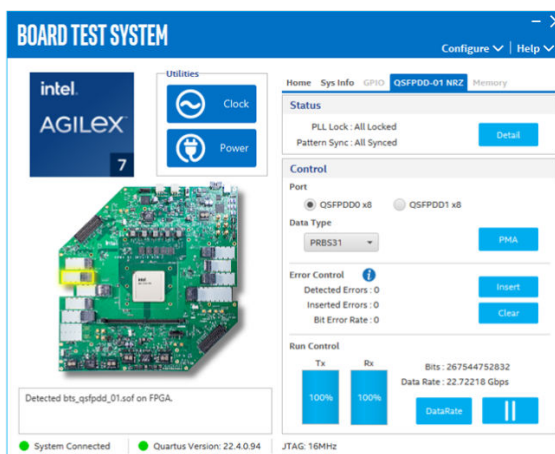 BOARD TEST SYSTEM
Configure | Help
intel.
AGILEX
7
Utilities
Clock
Power
Home Sys Info GPIO QSFPDD-01 NRZ Memory
Status
PLL Lock : All Locked
Pattern Sync : All Synced
Detail
Control
Port
QSFPDD0 x8 QSFPDD1 x8
Data Type
PRBS31
PMA
Error Control
Detected Errors : 0
Inserted Errors : 0
Bit Error Rate : 0
Insert
Clear
Run Control
Tx Rx
100% 100%
Bits : 267544752832
Data Rate : 22.72218 Gbps
DataRate
Detected bts_qsfpdd_01.sof on FPGA.
System Connected Quartus Version: 22.4.0.94 JTAG: 16MHz